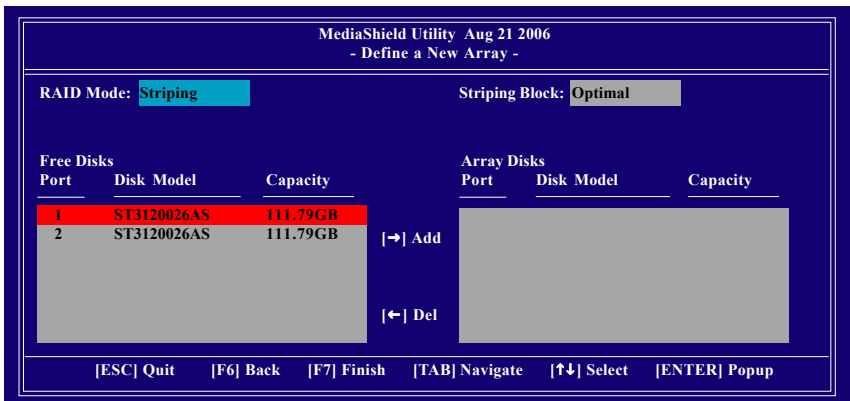 MediaShield Utility Aug 21 2006
- Define a New Array -
RAID Mode: Striping Striping Block: Optimal
Free Disks Array Disks
Port Disk Model Capacity Port Disk Model Capacity
1 ST3120026AS 111.79GB
2 ST3120026AS 111.79GB
[→] Add
[←] Del
[ESC] Quit [F6] Back [F7] Finish [TAB] Navigate [↑↓] Select [ENTER] Popup